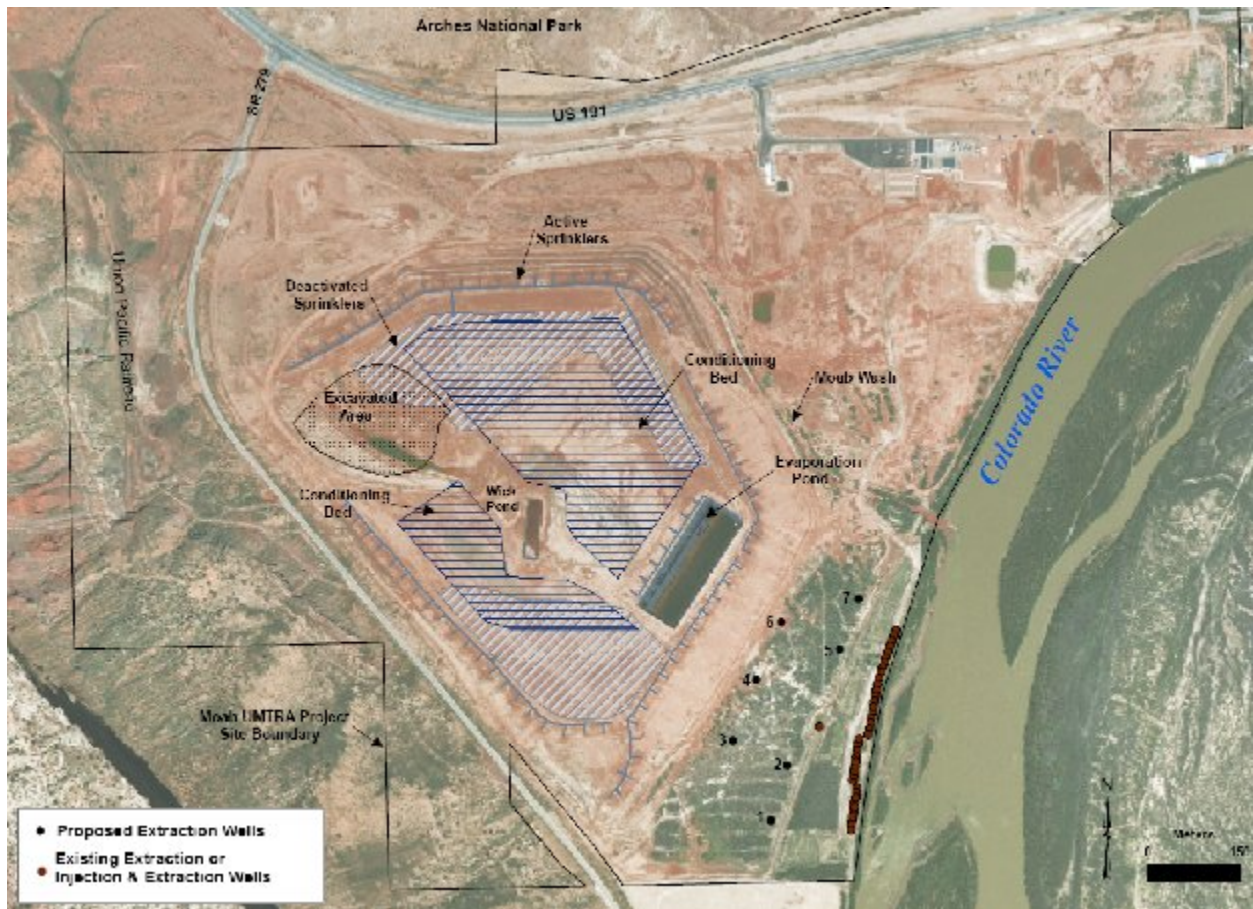 Arches National Park
SR 279
US 191
Active
Sprinklers
Deactivated
Sprinklers
Union Pacific Railroad
Conditioning
Bed
Moab Wash
Excavated
Area
Colorado River
Evaporation
Pond
Wick
Pond
Conditioning
Bed
7
6
5
4
3
2
1
Moab UMTRA Project
Site Boundary
Proposed Extraction Wells
Existing Extraction or
Injection & Extraction Wells
Meters
0 150